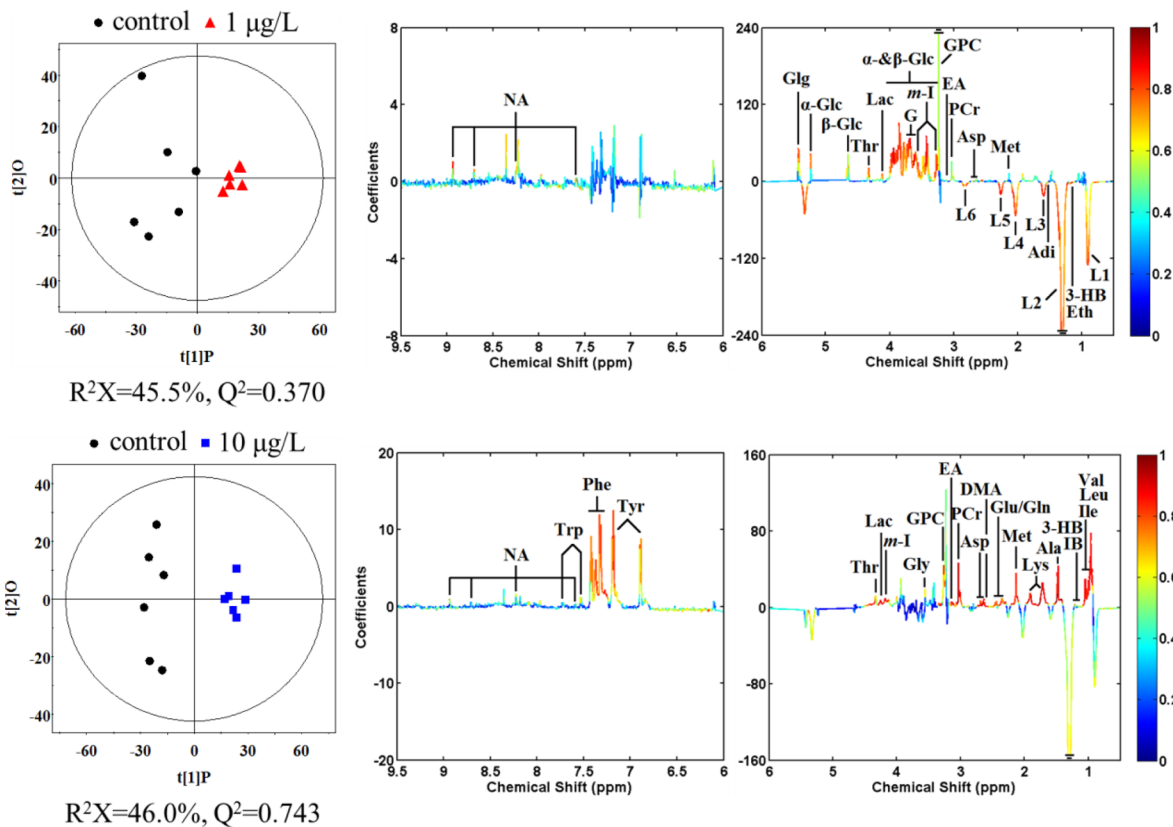 ● control ▲ 1 μg/L
t[2]O
40
20
0
-20
-40
-60 -30 0 30 60
t[1]P
R²X=45.5%, Q²=0.370
Coefficients
8
4
0
4
8
NA
9.5 9 8.5 8 7.5 7 6.5 6
Chemical Shift (ppm)
240
120
0
-120
-240
Glg
α-Glc
β-Glc
Thr
Lac
α-&β-Glc
m-I
G
GPC
EA
PCr
Asp
Met
L6
L5
L4
L3
Adi
L2
3-HB
Eth
L1
6 5 4 3 2 1
Chemical Shift (ppm)
1
0.8
0.6
0.4
0.2
0
● control ■ 10 μg/L
t[2]O
40
20
0
-20
-40
-60 -30 0 30 60
t[1]P
R²X=46.0%, Q²=0.743
Coefficients
20
10
0
-10
-20
NA
Trp
Phe
Tyr
9.5 9 8.5 8 7.5 7 6.5 6
Chemical Shift (ppm)
160
80
0
-80
-160
Thr
Lac
m-I
GPC
Gly
EA
PCr
Asp
DMA
Glu/Gln
Met
Lys
Ala
3-HB
IB
Val
Leu
Ile
6 5 4 3 2 1
Chemical Shift (ppm)
1
0.8
0.6
0.4
0.2
0